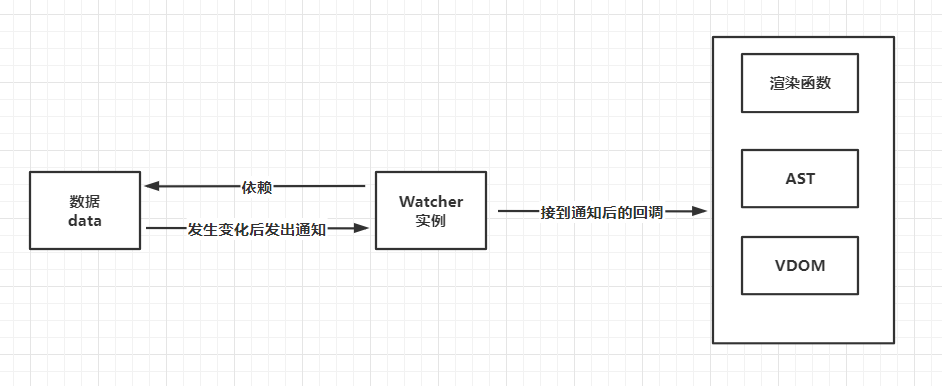 数据
data
依赖
发生变化后发出通知
Watcher
实例
接到通知后的回调
渲染函数
AST
VDOM